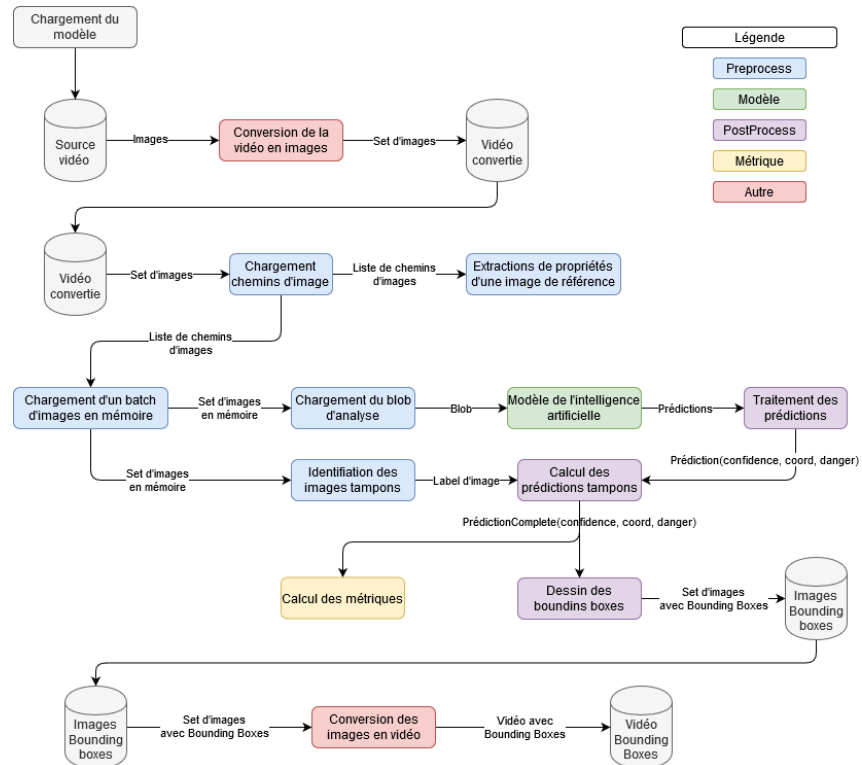 Chargement du
modèle
Légende
Preprocess
Modèle
PostProcess
Métrique
Autre
Source
vidéo
Images
Conversion de la
vidéo en images
Set d'images
Vidéo
convertie
Vidéo
convertie
Set d'images
Chargement
chemins d'image
Liste de chemins
d'images
Extractions de propriétés
d'une image de référence
Liste de chemins
d'images
Chargement d'un batch
d'images en mémoire
Set d'images
en mémoire
Chargement du blob
d'analyse
Blob
Modèle de l'intelligence
artificielle
Prédictions
Traitement des
prédictions
Prédiction(confidence, coord, danger)
Set d'images
en mémoire
Identifiation des
images tampons
Label d'image
Calcul des
prédictions tampons
PrédictionComplete(confidence, coord, danger)
Calcul des métriques
Dessin des
boundins boxes
Set d'images
avec Bounding Boxes
Images
Bounding
boxes
Images
Bounding
boxes
Set d'images
avec Bounding Boxes
Conversion des
images en vidéo
Vidéo avec
Bounding Boxes
Vidéo
Bounding
Boxes